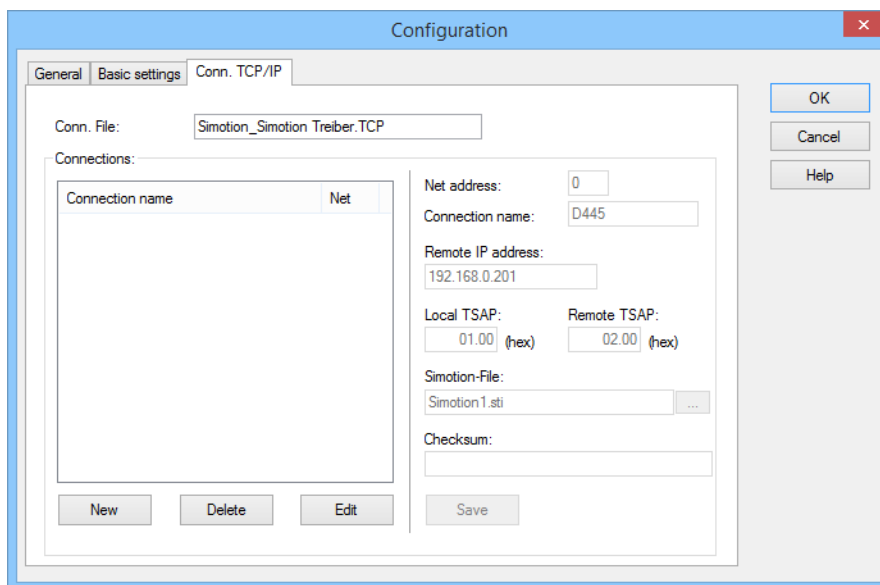 Configuration
General Basic settings Conn. TCP/IP
OK
Cancel
Help
Conn. File: Simotion_Simotion Treiber.TCP
Connections:
Connection name Net
Net address: 0
Connection name: D445
Remote IP address:
192.168.0.201
Local TSAP: Remote TSAP:
01.00 (hex) 02.00 (hex)
Simotion-File:
Simotion1.sti ...
Checksum:
New Delete Edit Save